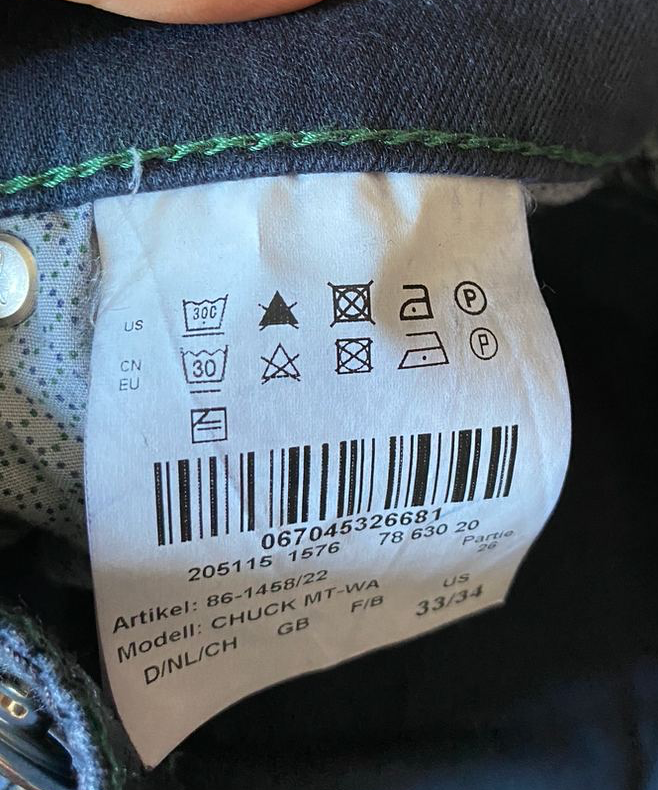 US 30C P
CN EU 30 P
067045326681
205115 1576 78 630 20
Partie 26
Artikel: 86-1458/22
Modell: CHUCK MT-WA
D/NL/CH GB F/B US
33/34